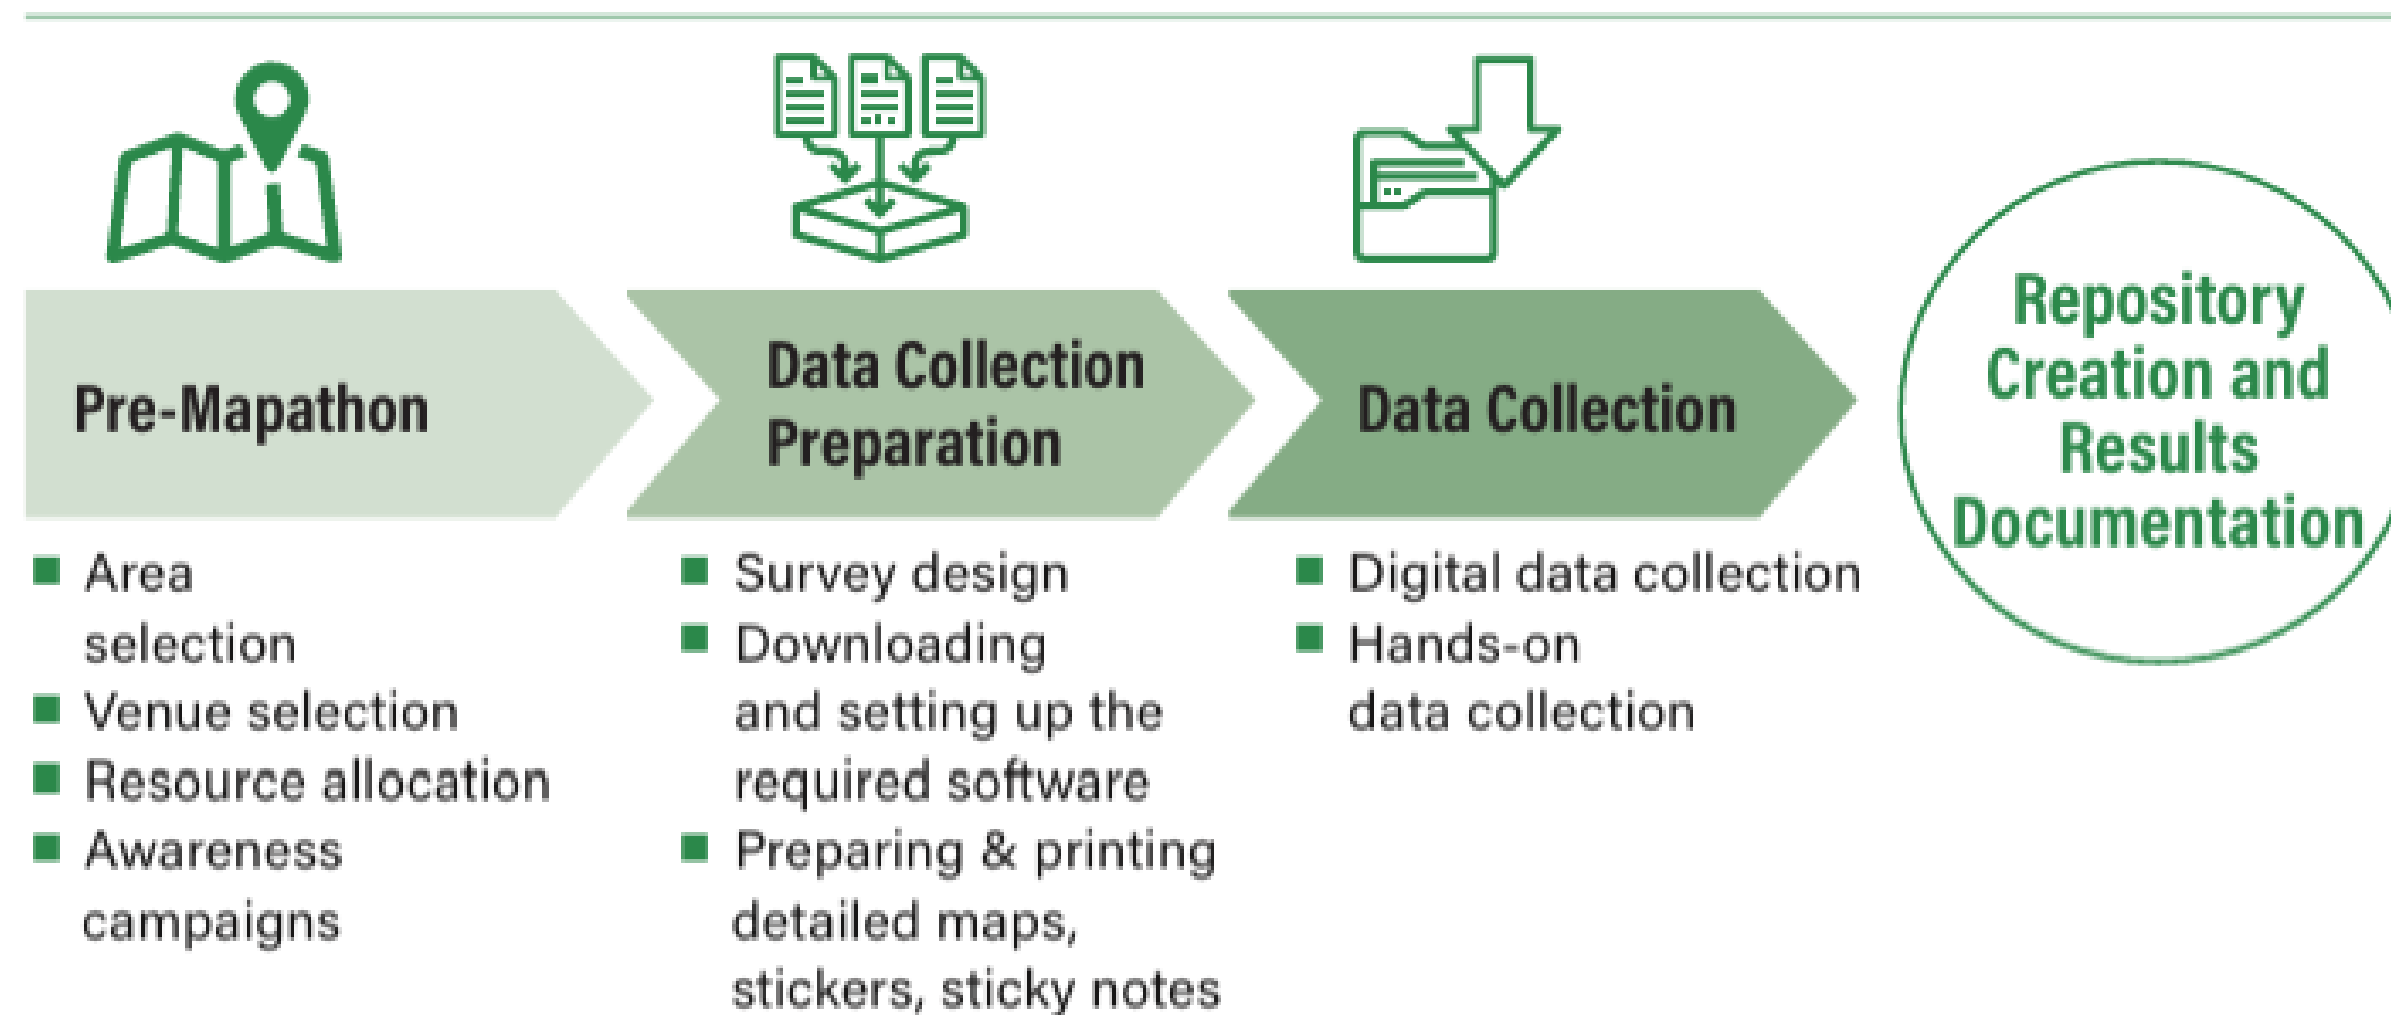 Pre-Mapathon
Area
selection
Venue selection
Resource allocation
Awareness
campaigns
Data Collection
Preparation
Survey design
Downloading
and setting up the
required software
Preparing & printing
detailed maps,
stickers, sticky notes
Data Collection
Digital data collection
Hands-on
data collection
Repository
Creation and
Results
Documentation